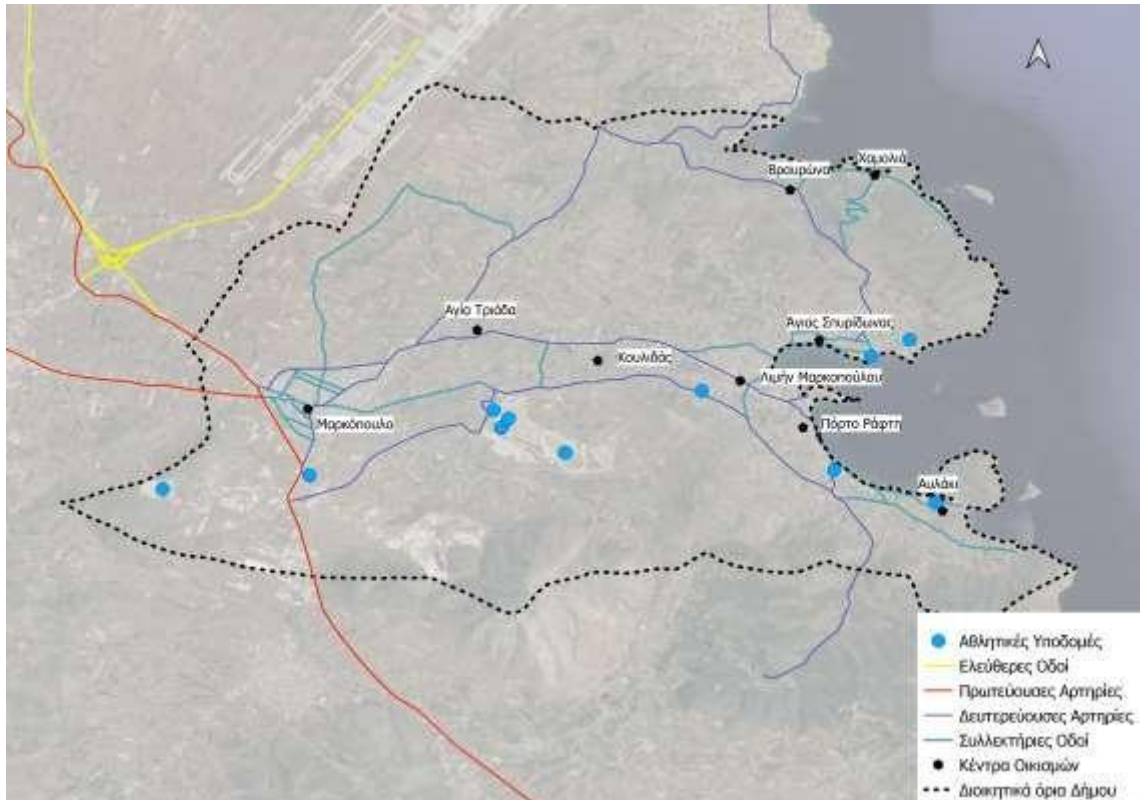 Χαμολιά
Βραυρώνα
Αγία Τριάδα
Άγιος Σπυρίδωνας
Κουλιδάς
Λιμήν Μαρκοπούλου
Μαρκόπουλο
Πόρτο Ράφτη
Αυλάκι
Αθλητικές Υποδομές
Ελεύθερες Οδοί
Πρωτεύουσες Αρτηρίες
Δευτερεύουσες Αρτηρίες
Συλλεκτήριες Οδοί
Κέντρα Οικισμών
Διοικητικά όρια Δήμου